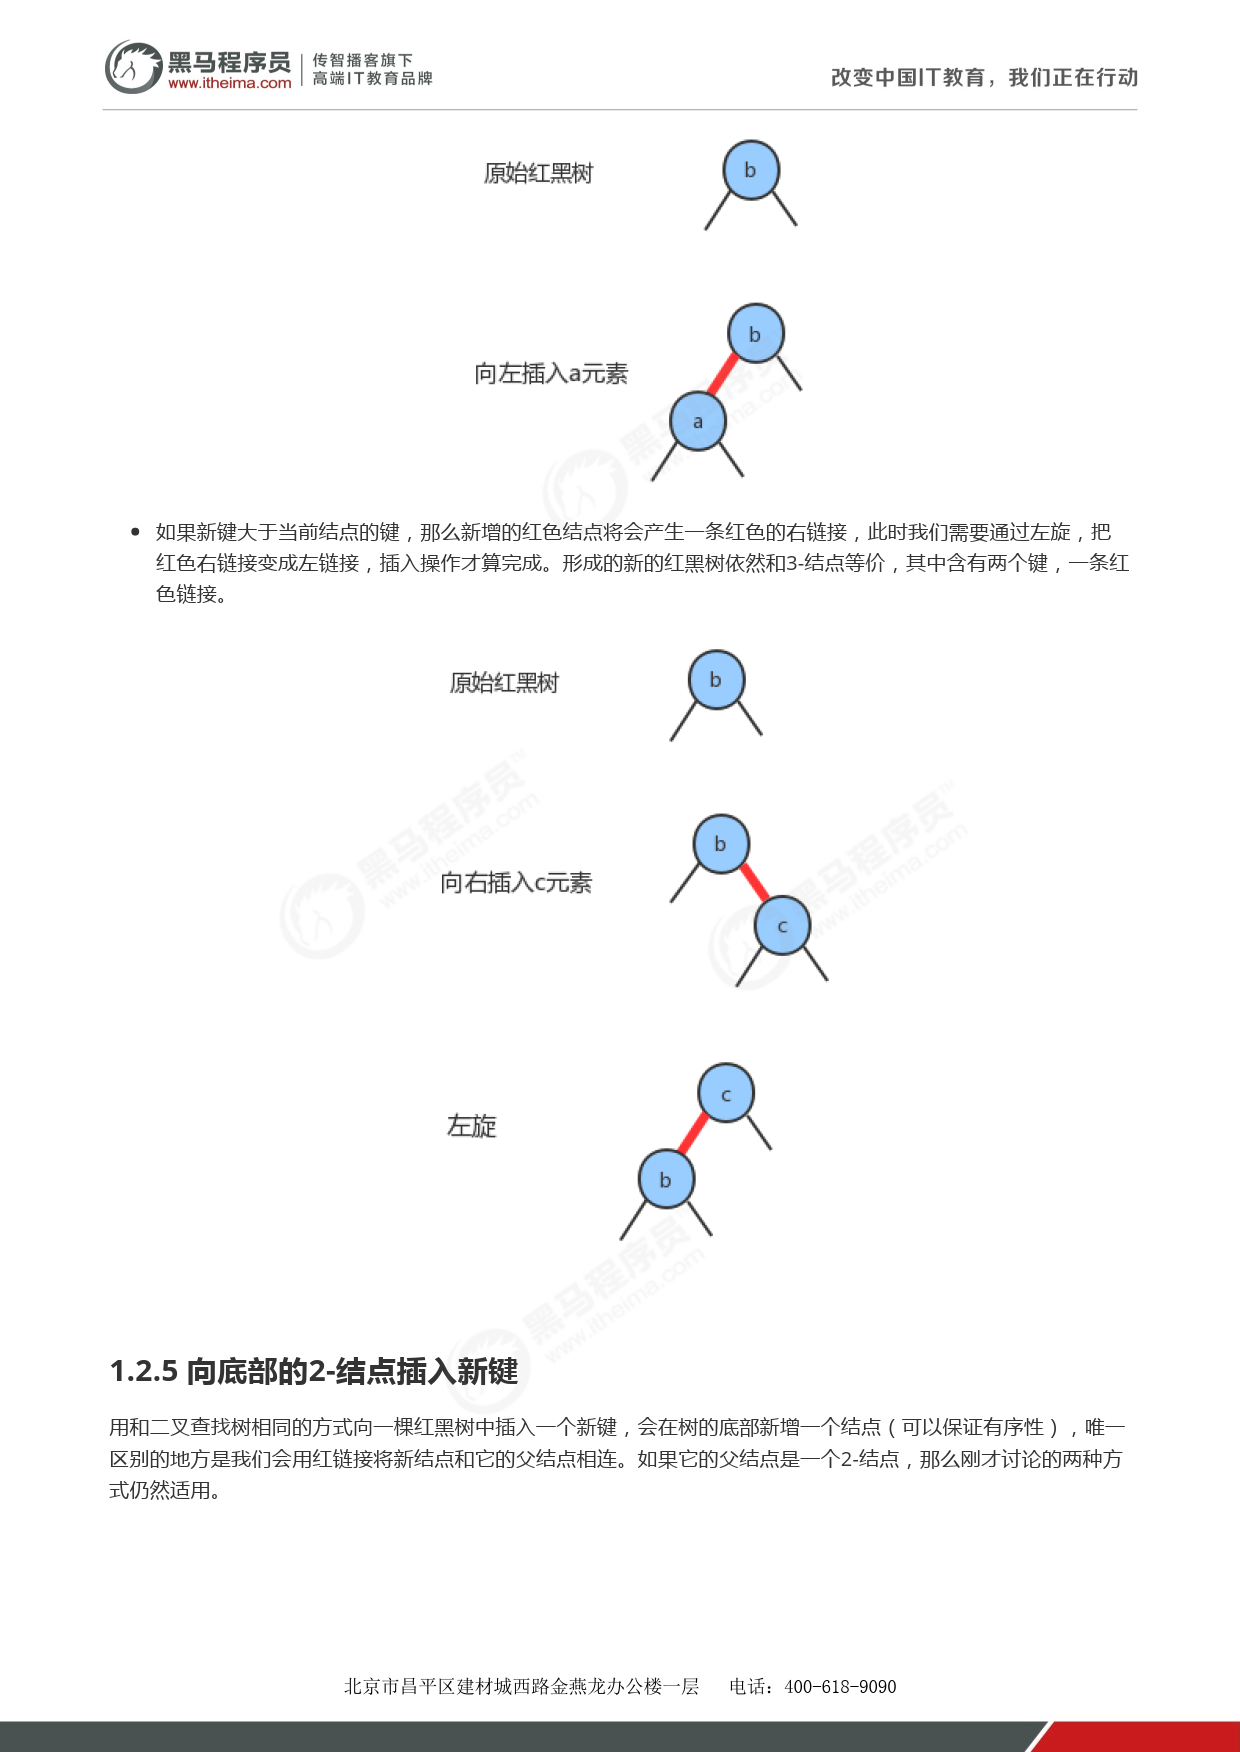 黑马程序员
www.itheima.com
传智播客旗下
高端IT教育品牌
改变中国IT教育，我们正在行动
原始红黑树
b
b
向左插入a元素
a
• 如果新键大于当前结点的键，那么新增的红色结点将会产生一条红色的右链接，此时我们需要通过左旋，把
红色右链接变成左链接，插入操作才算完成。形成的新的红黑树依然和3-结点等价，其中含有两个键，一条红
色链接。
原始红黑树
b
b
向右插入c元素
c
c
左旋
b
1.2.5 向底部的2-结点插入新键
用和二叉查找树相同的方式向一棵红黑树中插入一个新键，会在树的底部新增一个结点（可以保证有序性），唯一
区别的地方是我们会用红链接将新结点和它的父结点相连。如果它的父结点是一个2-结点，那么刚才讨论的两种方
式仍然适用。
北京市昌平区建材城西路金燕龙办公楼一层 电话：400-618-9090